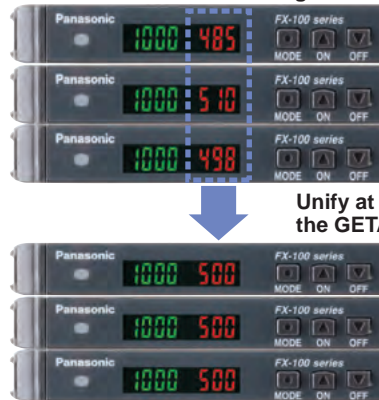 Panasonic 1000 485 FX-100 series
MODE ON OFF
Panasonic 1000 510 FX-100 series
MODE ON OFF
Panasonic 1000 498 FX-100 series
MODE ON OFF
Unify at
the GETA
Panasonic 1000 500 FX-100 series
MODE ON OFF
Panasonic 1000 500 FX-100 series
MODE ON OFF
Panasonic 1000 500 FX-100 series
MODE ON OFF